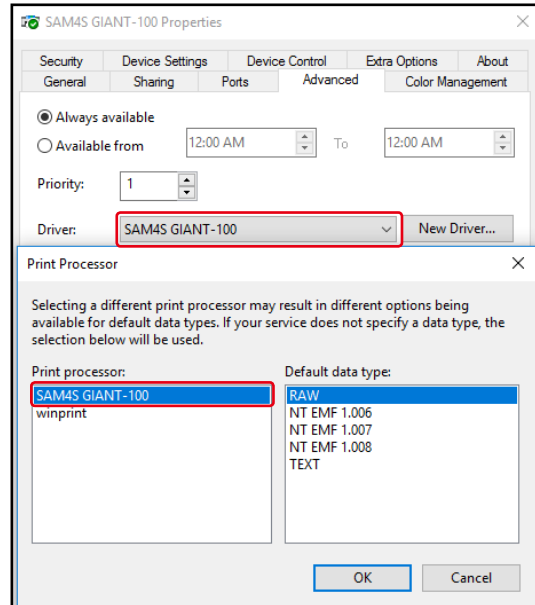 SAM4S GIANT-100 Properties
Security Device Settings Device Control Extra Options About
General Sharing Ports Advanced Color Management
Always available
Available from 12:00 AM To 12:00 AM
Priority: 1
Driver: SAM4S GIANT-100 New Driver...
Print Processor
Selecting a different print processor may result in different options being
available for default data types. If your service does not specify a data type, the
selection below will be used.
Print processor: Default data type:
SAM4S GIANT-100 RAW
winprint NT EMF 1.006
NT EMF 1.007
NT EMF 1.008
TEXT
OK Cancel